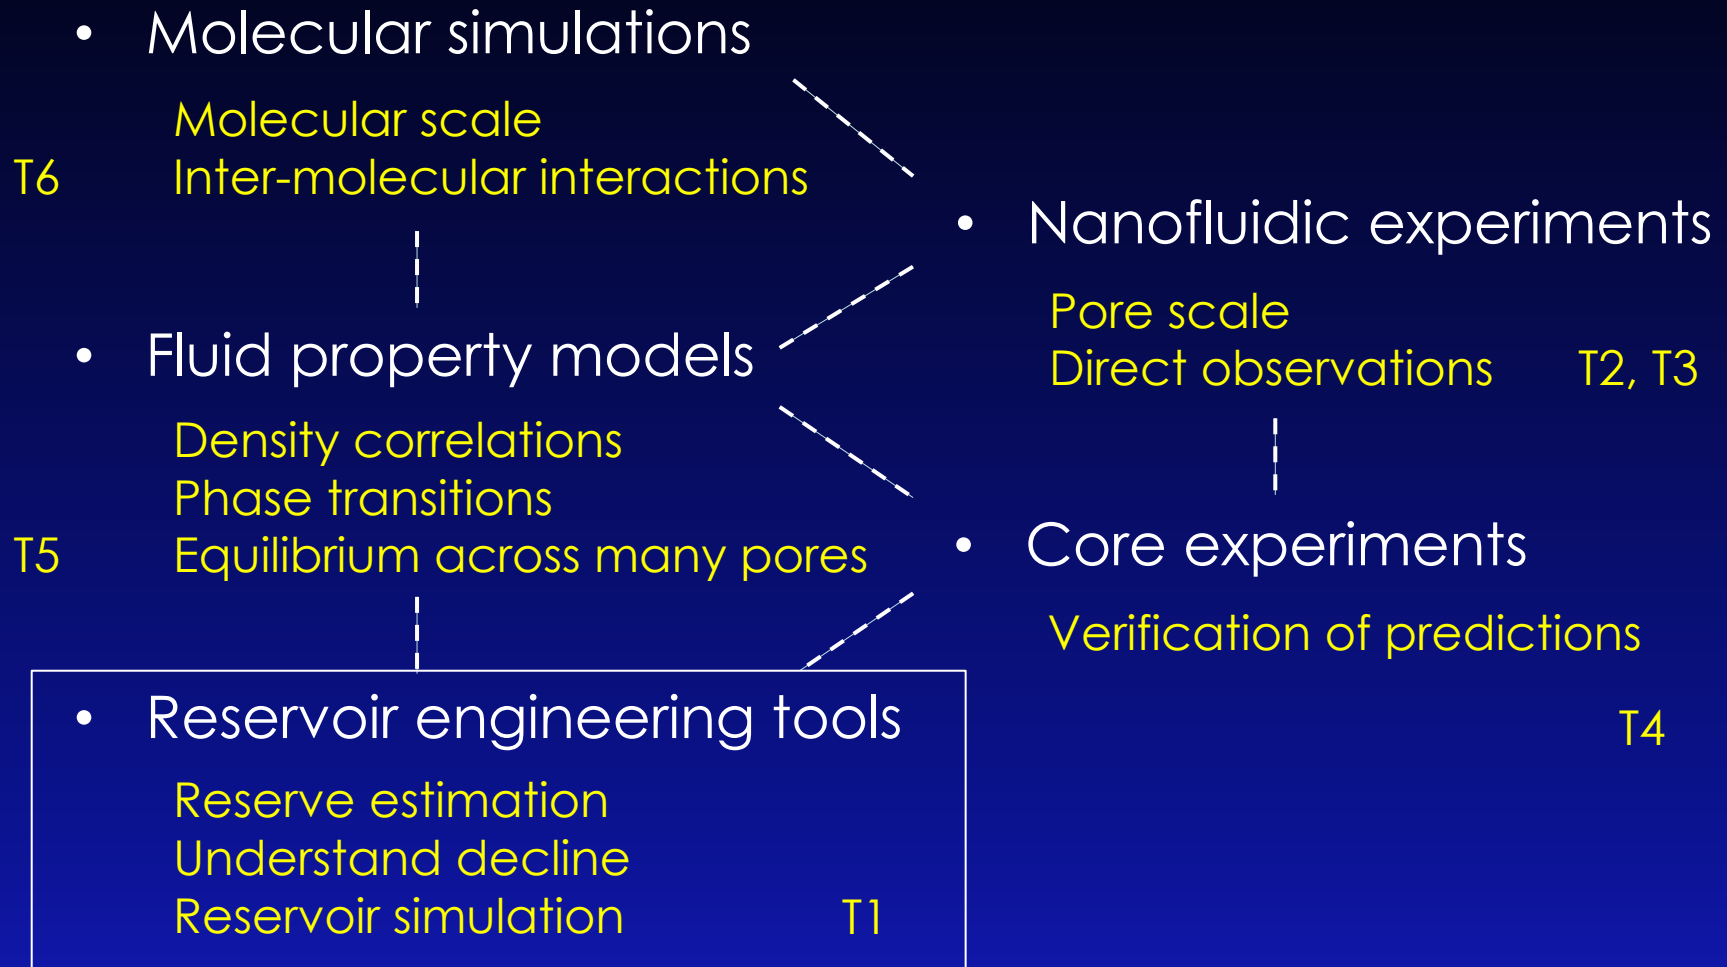 • Molecular simulations
Molecular scale
T6 Inter-molecular interactions
• Nanofluidic experiments
Pore scale
Direct observations T2, T3
• Fluid property models
Density correlations
Phase transitions
T5 Equilibrium across many pores
• Core experiments
Verification of predictions
T4
• Reservoir engineering tools
Reserve estimation
Understand decline
Reservoir simulation T1